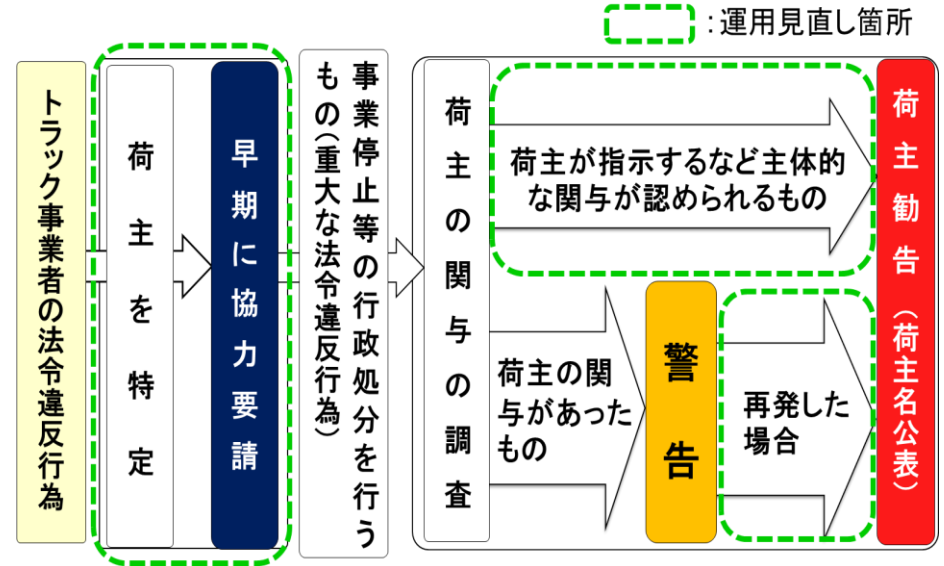 :運用見直し箇所
トラック事業者の法令違反行為
荷主を特定
早期に協力要請
事業停止等の行政処分を行う
もの(重大な法令違反行為)
荷主の関与の調査
荷主が指示するなど主体的
な関与が認められるもの
荷主の関
与があった
もの
警告
再発した
場合
荷主勧告(荷主名公表)